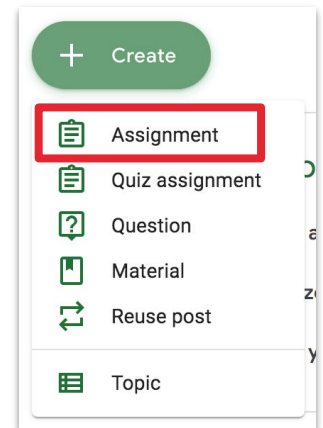 Create
Assignment
Quiz assignment
Question
Material
Reuse post
Topic